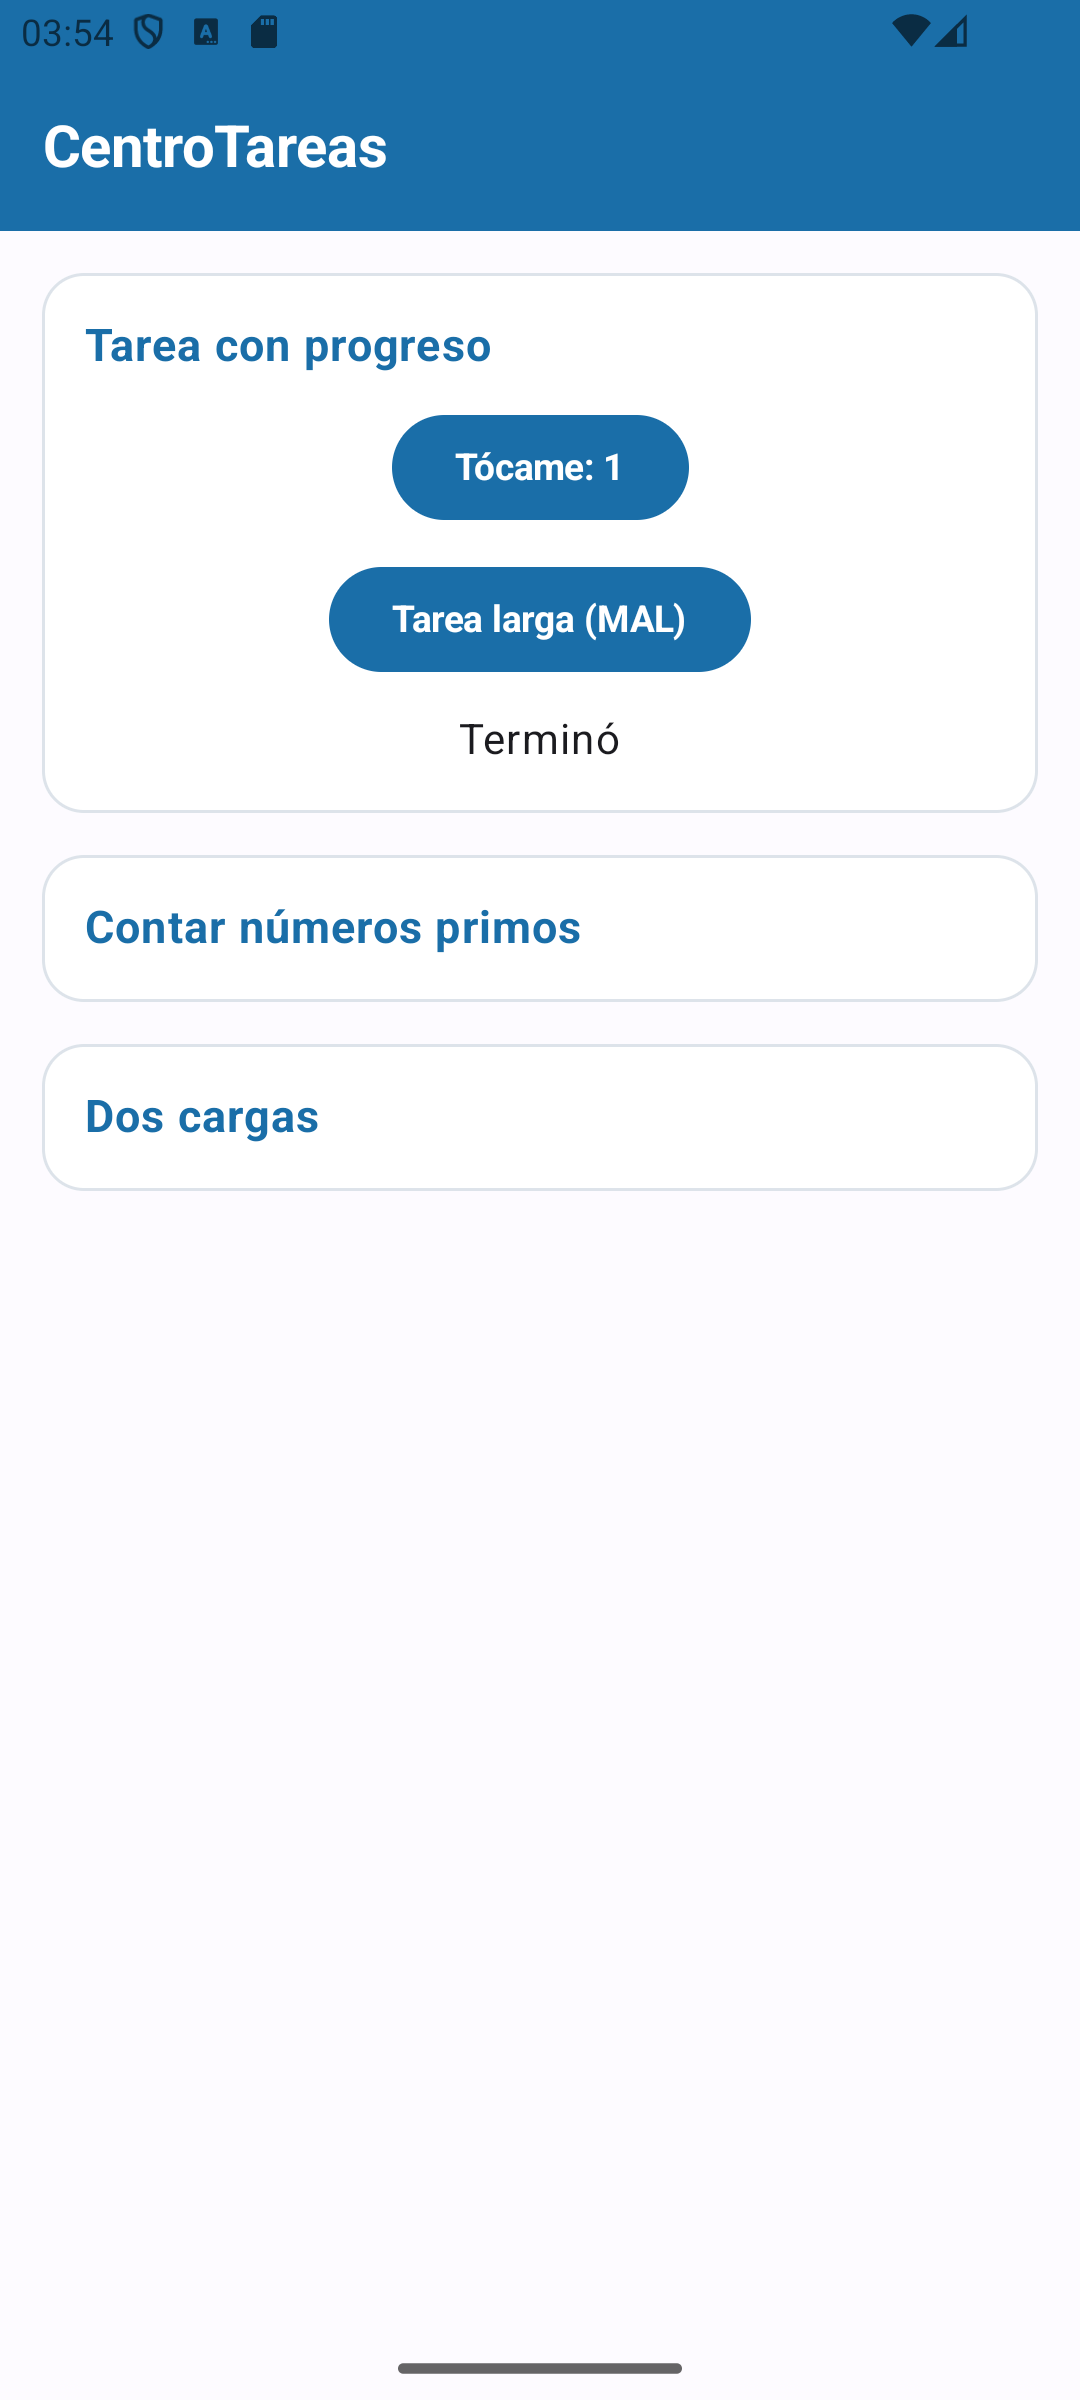 03:54
CentroTareas
Tarea con progreso
Tócame: 1
Tarea larga (MAL)
Terminó
Contar números primos
Dos cargas